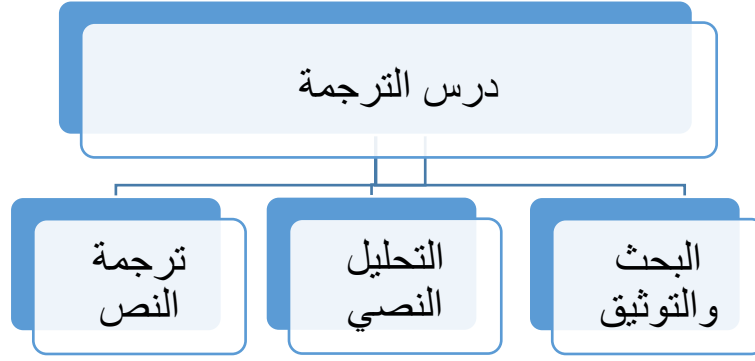 درس الترجمة
البحث
والتوثيق
التحليل
النصي
ترجمة
النص